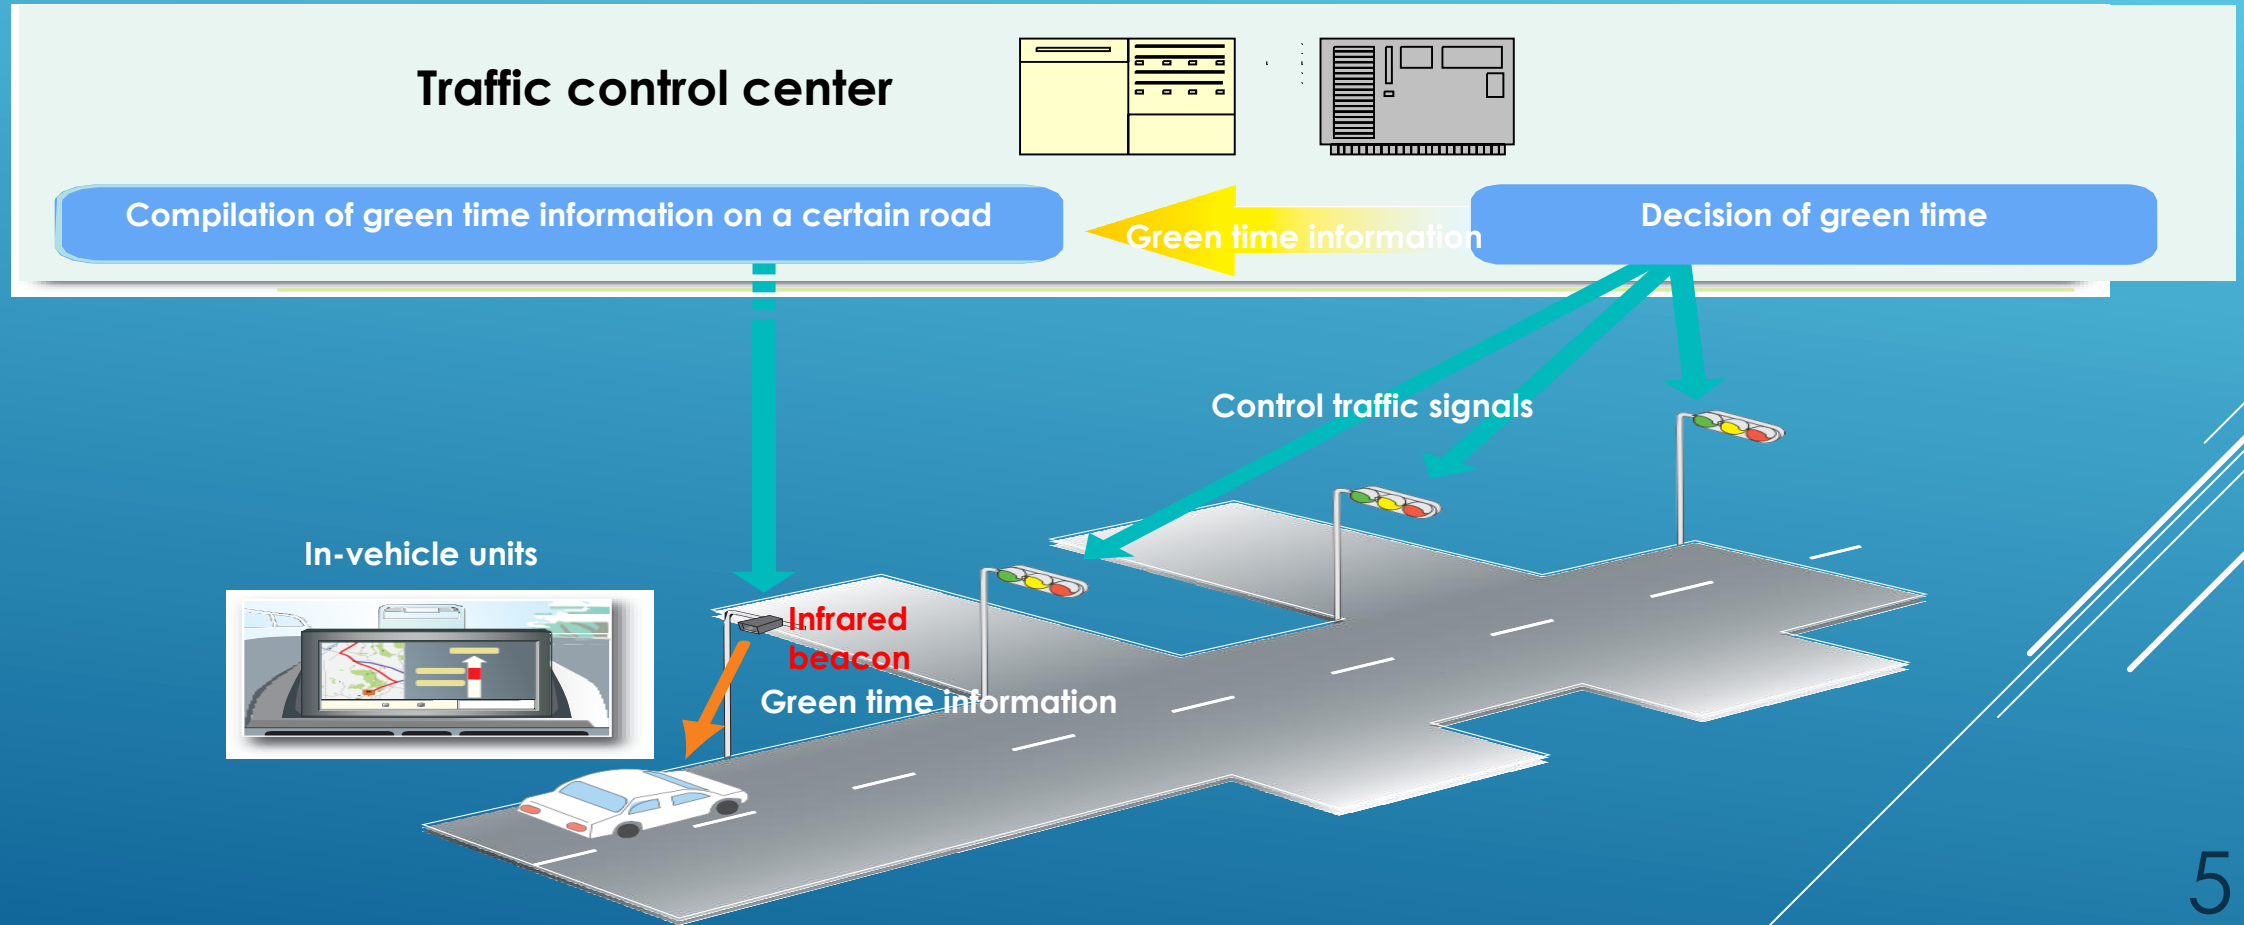 Traffic control center
Compilation of green time information on a certain road
Green time information
Decision of green time
Control traffic signals
In-vehicle units
Infrared
beacon
Green time information
5